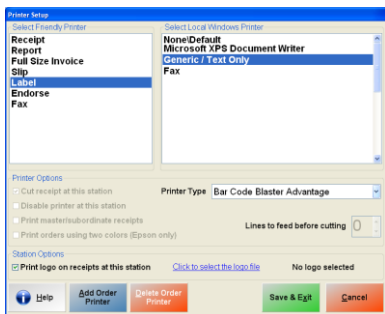 Printer Setup
Select Friendly Printer
Receipt
Report
Full Size Invoice
Slip
Label
Endorse
Fax
Select Local Windows Printer
None\Default
Microsoft XPS Document Writer
Generic / Text Only
Fax
Printer Options
Cut receipt at this station
Disable printer at this station
Print master/subordinate receipts
Print orders using two colors (Epson only)
Printer Type Bar Code Blaster Advantage
Lines to feed before cutting 0
Station Options
Print logo on receipts at this station Click to select the logo file No logo selected
Help
Add Order Printer
Delete Order Printer
Save & Exit
Cancel